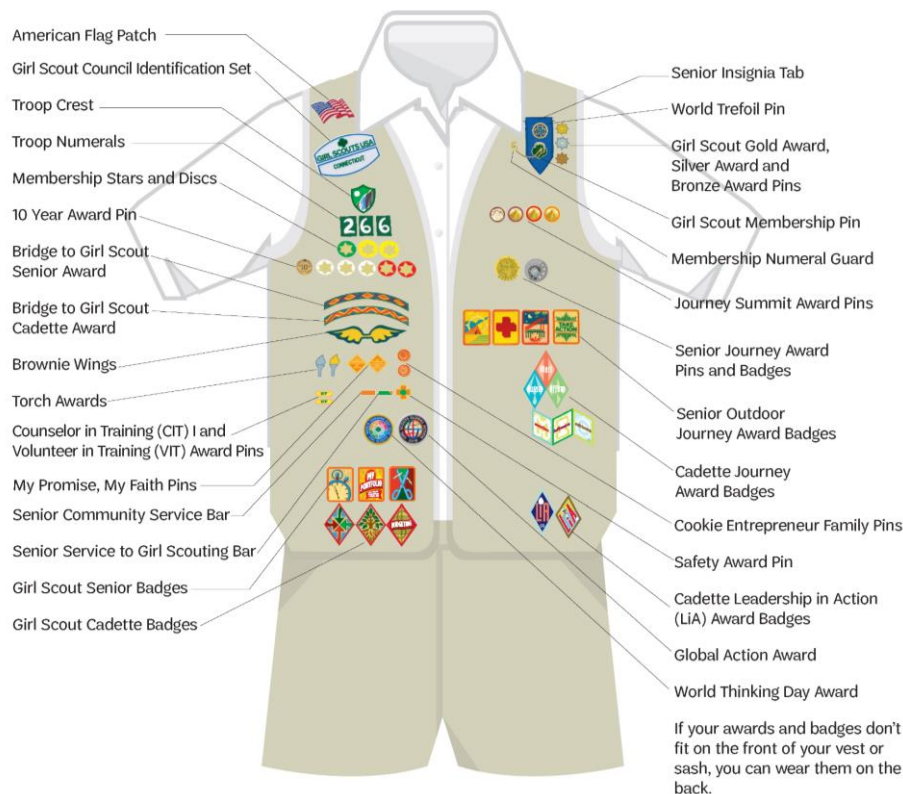 American Flag Patch
Girl Scout Council Identification Set
Troop Crest
Troop Numerals
Membership Stars and Discs
10 Year Award Pin
Bridge to Girl Scout
Senior Award
Bridge to Girl Scout
Cadette Award
Brownie Wings
Torch Awards
Counselor in Training (CIT) I and
Volunteer in Training (VIT) Award Pins
My Promise, My Faith Pins
Senior Community Service Bar
Senior Service to Girl Scouting Bar
Girl Scout Senior Badges
Girl Scout Cadette Badges
GIRL SCOUTS USA
CONNECTICUT
266
MY
PORTFOLIO
TAKE
ACTION
Senior Insignia Tab
World Trefoil Pin
Girl Scout Gold Award,
Silver Award and
Bronze Award Pins
Girl Scout Membership Pin
Membership Numeral Guard
Journey Summit Award Pins
Senior Journey Award
Pins and Badges
Senior Outdoor
Journey Award Badges
Cadette Journey
Award Badges
Cookie Entrepreneur Family Pins
Safety Award Pin
Cadette Leadership in Action
(LiA) Award Badges
Global Action Award
World Thinking Day Award
If your awards and badges don't
fit on the front of your vest or
sash, you can wear them on the
back.